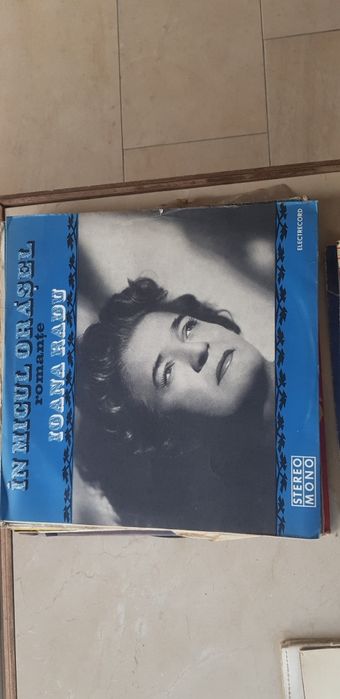 ÎN MICUL ORĂȘEL
romanțe
IOANA RADU
ELECTRECORD
STEREO
MONO